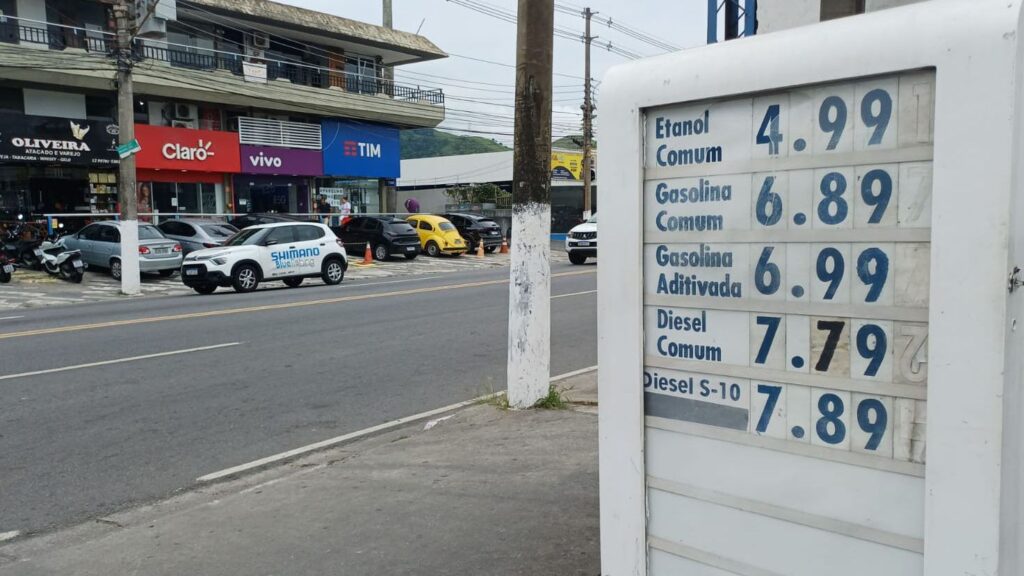 OLIVEIRA
ATACADO E VAREJO
Claro
vivo
TIM
SHIMANO
Etanol
Comum
4.99
Gasolina
Comum
6.89
Gasolina
Aditivada
6.99
Diesel
Comum
7.79
Diesel S-10
7.89